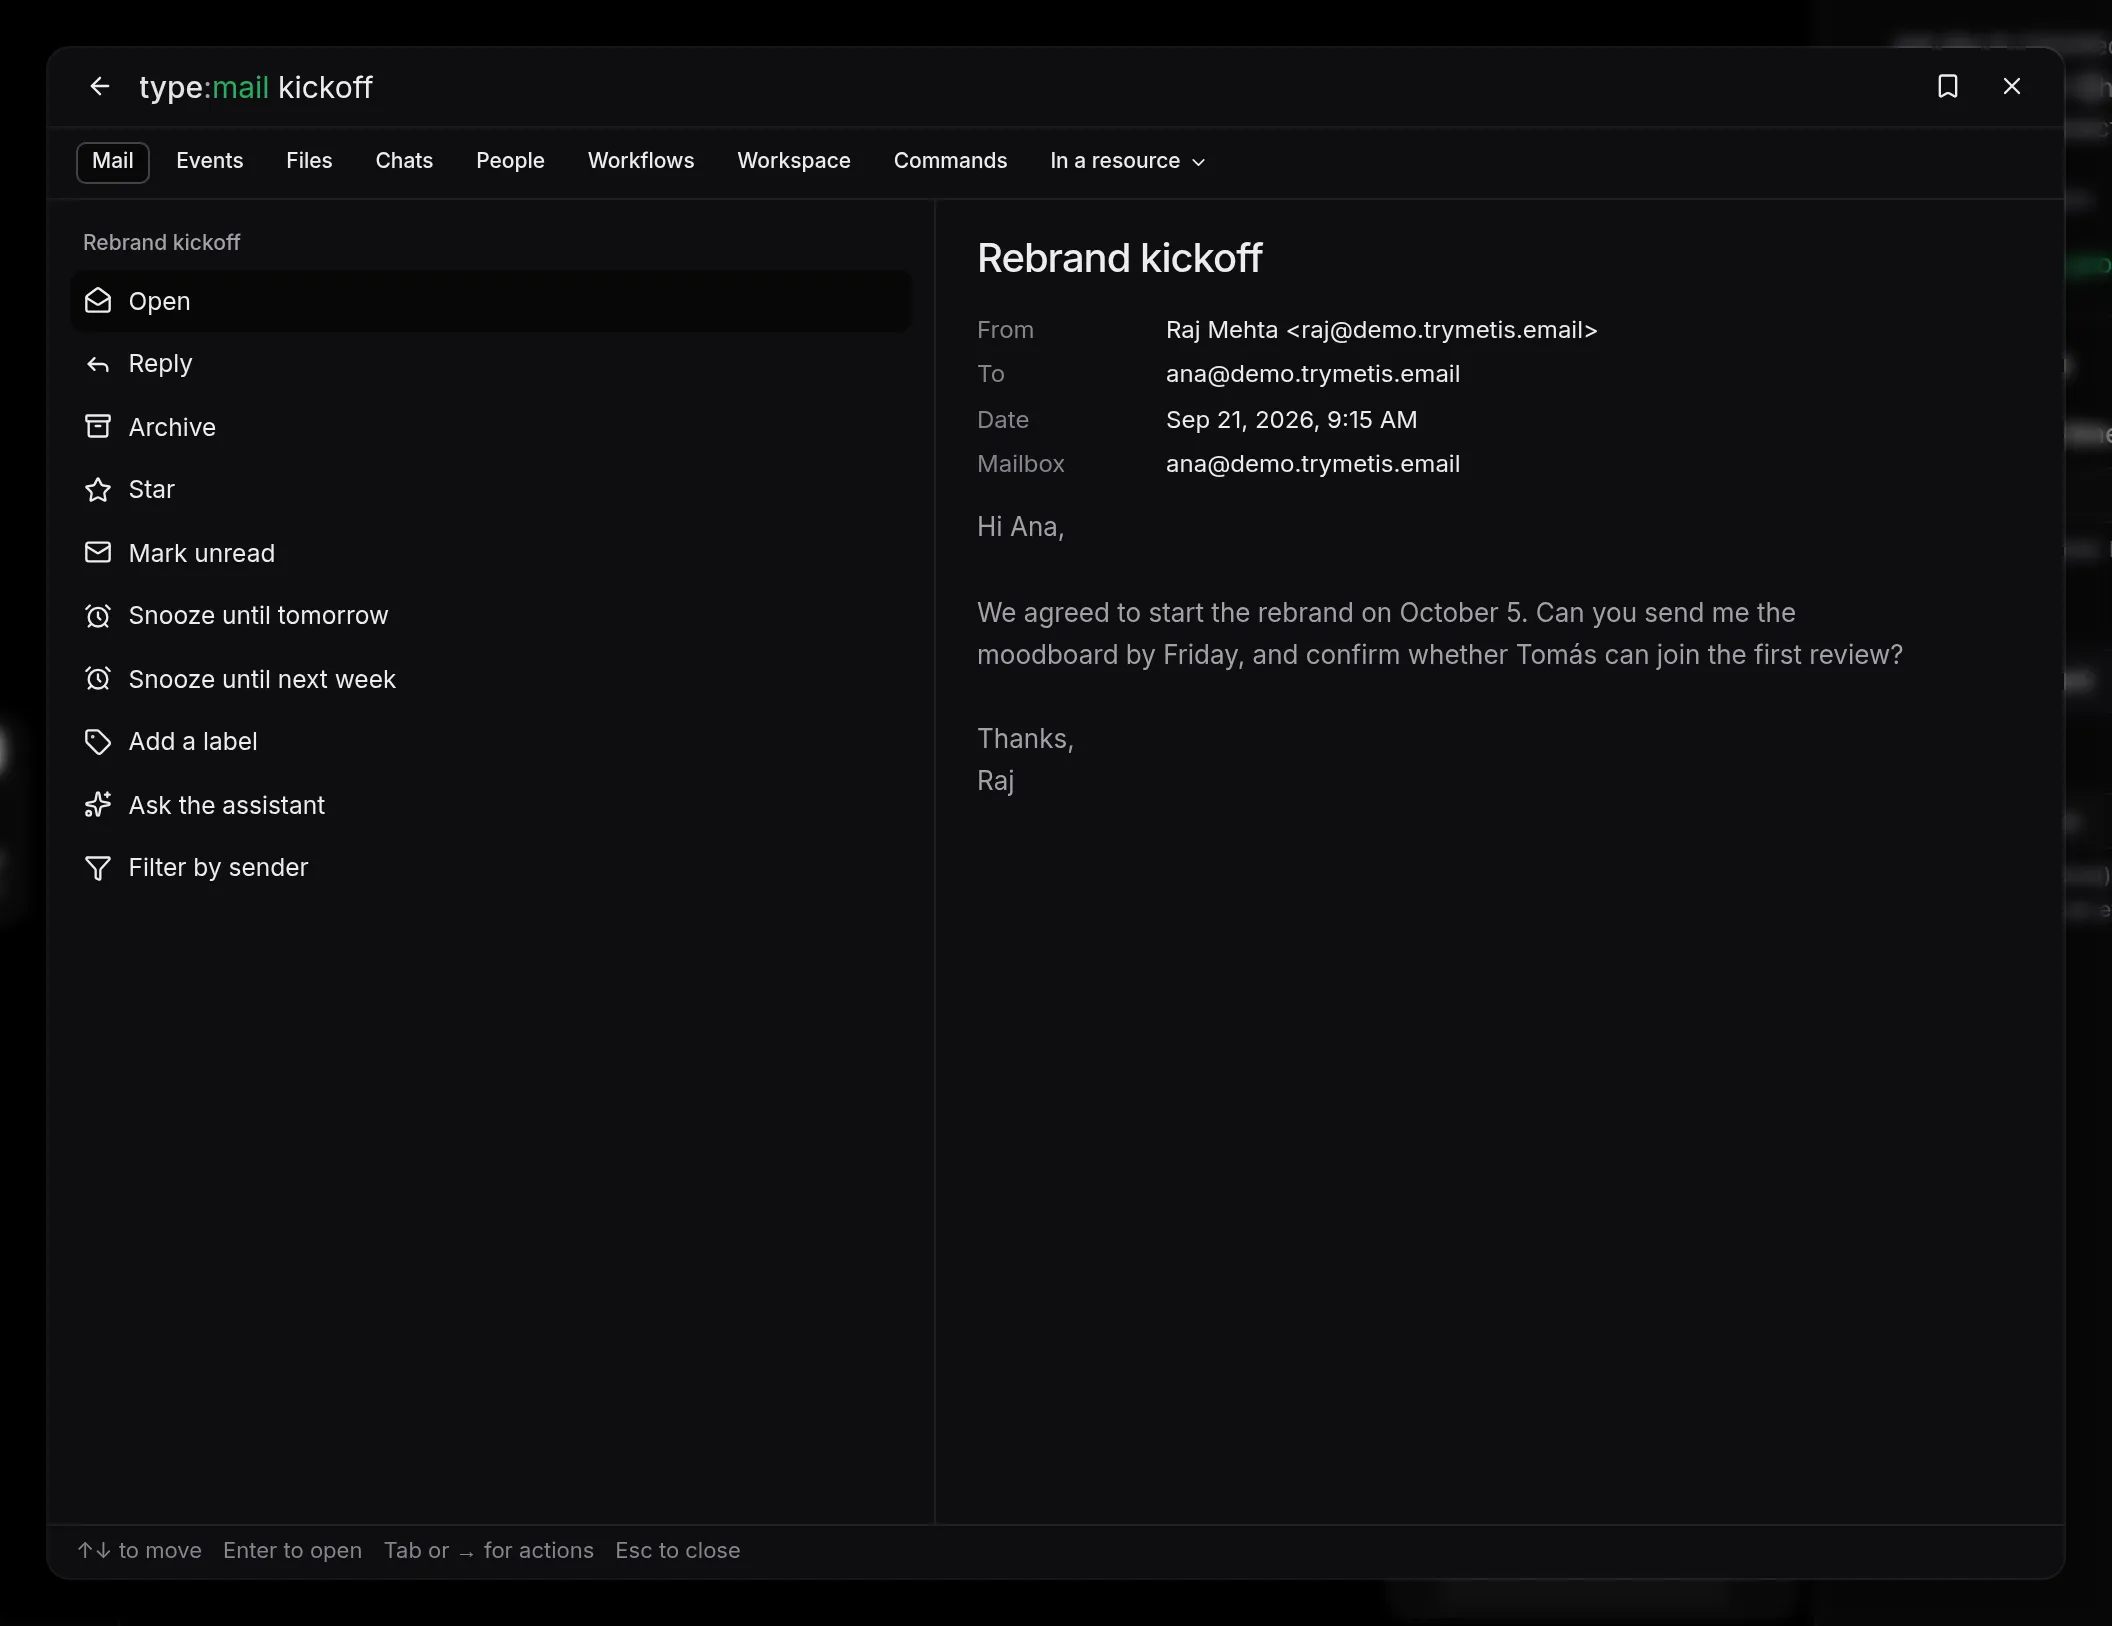 type:mail kickoff
Mail Events Files Chats People Workflows Workspace Commands In a resource
Rebrand kickoff
Open
Reply
Archive
Star
Mark unread
Snooze until tomorrow
Snooze until next week
Add a label
Ask the assistant
Filter by sender
Rebrand kickoff
From Raj Mehta <raj@demo.trymetis.email>
To ana@demo.trymetis.email
Date Sep 21, 2026, 9:15 AM
Mailbox ana@demo.trymetis.email
Hi Ana,
We agreed to start the rebrand on October 5. Can you send me the
moodboard by Friday, and confirm whether Tomás can join the first review?
Thanks,
Raj
↑↓ to move Enter to open Tab or → for actions Esc to close